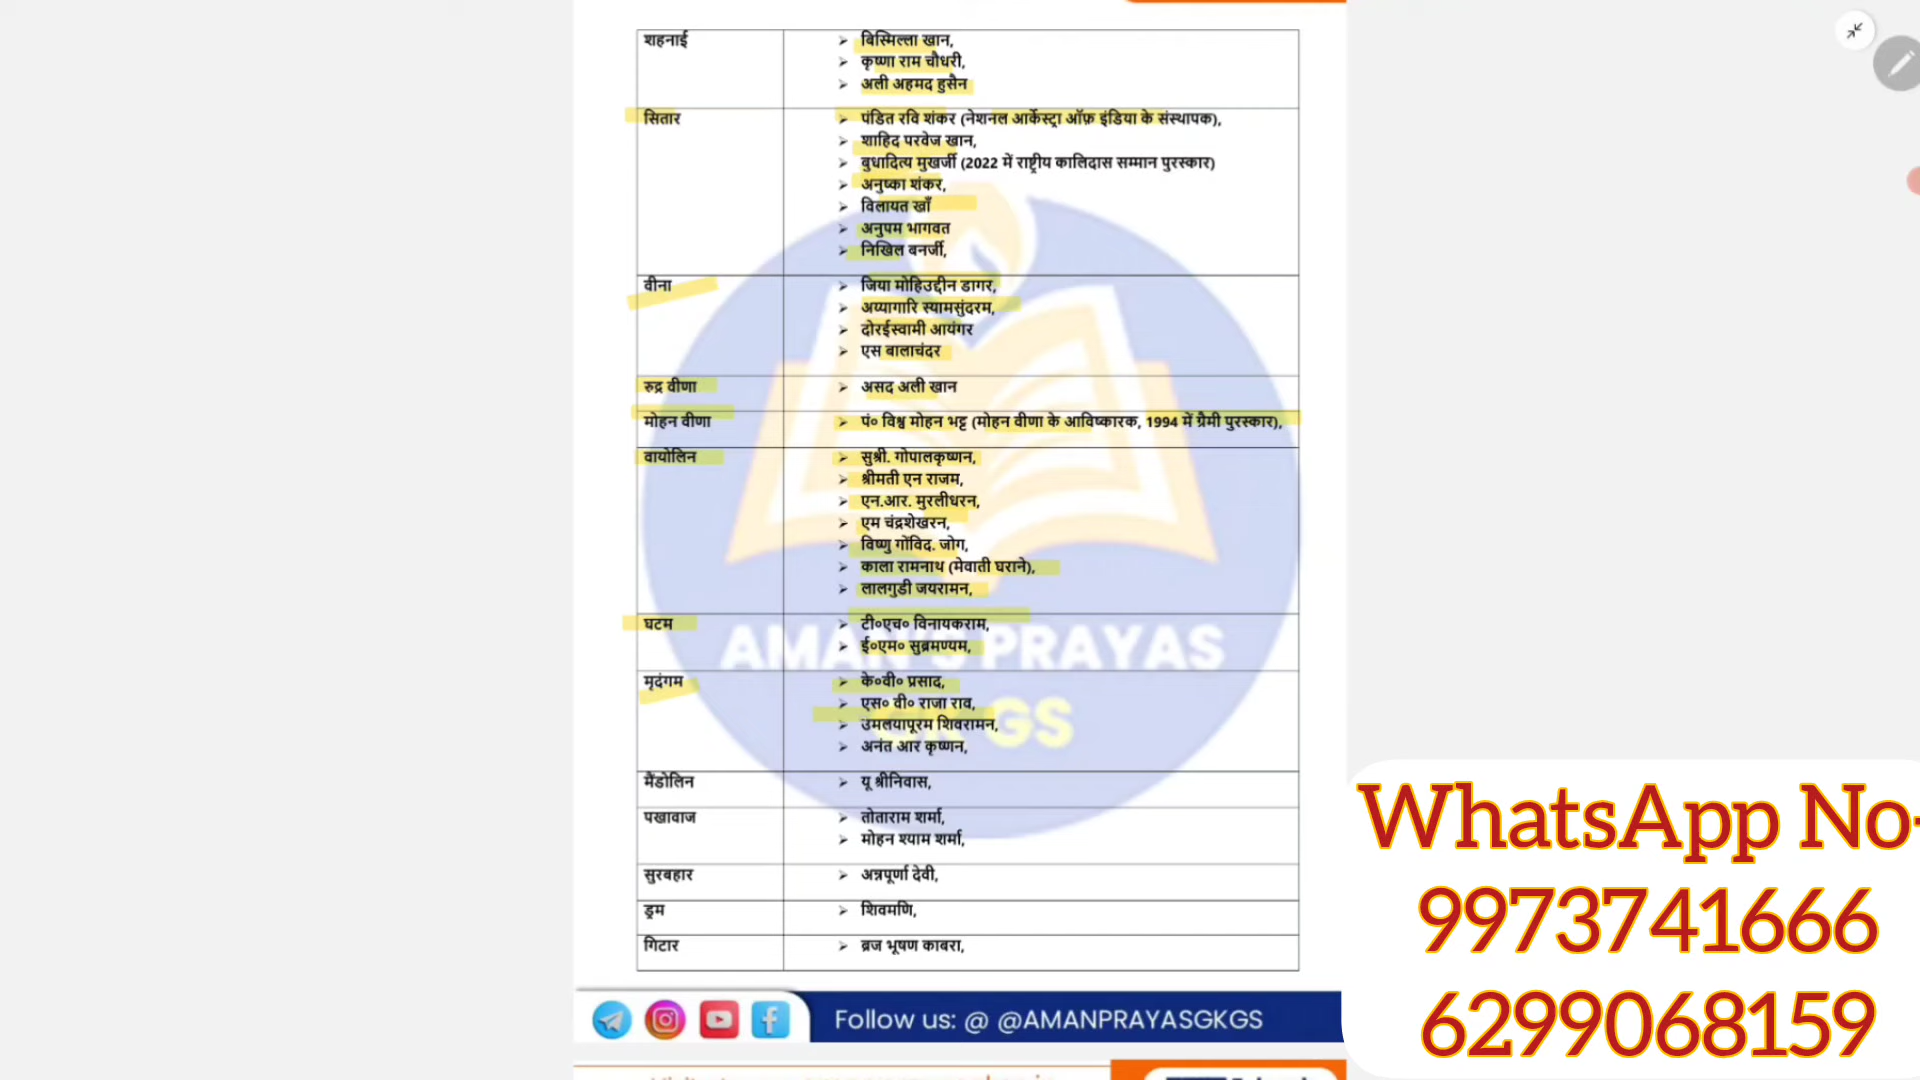 शहनाई
बिस्मिल्ला खान,
कृष्णा राम चौधरी,
अली अहमद हुसैन
सितार
पंडित रवि शंकर (नेशनल आर्केस्ट्रा ऑफ़ इंडिया के संस्थापक),
शाहिद परवेज खान,
बुधादित्य मुखर्जी (2022 में राष्ट्रीय कालिदास सम्मान पुरस्कार)
अनुष्का शंकर,
विलायत खाँ
अनुपम भागवत
निखिल बनर्जी,
वीना
जिया मोहिउद्दीन डागर,
अय्यागारि स्यामसुंदरम,
दोरईस्वामी आयंगर
एस बालाचंदर
रुद्र वीणा
असद अली खान
मोहन वीणा
पं० विश्व मोहन भट्ट (मोहन वीणा के आविष्कारक, 1994 में ग्रैमी पुरस्कार),
वायोलिन
सुश्री. गोपालकृष्णन,
श्रीमती एन राजम,
एन.आर. मुरलीधरन,
एम चंद्रशेखरन,
विष्णु गोंविद. जोग,
काला रामनाथ (मेवाती घराने),
लालगुडी जयरामन,
घटम
टी०एच० विनायकराम,
ई०एम० सुब्रमण्यम,
मृदंगम
के०वी० प्रसाद,
एस० वी० राजा राव,
उमलयापूरम शिवरामन,
अनंत आर कृष्णन,
मैंडोलिन
यू श्रीनिवास,
पखावाज
तोताराम शर्मा,
मोहन श्याम शर्मा,
सुरबहार
अन्नपूर्णा देवी,
ड्रम
शिवमणि,
गिटार
ब्रज भूषण काबरा,
AMAN'S PRAYAS
GK GS
Follow us: @ @AMANPRAYASGKGS
WhatsApp No-
9973741666
6299068159